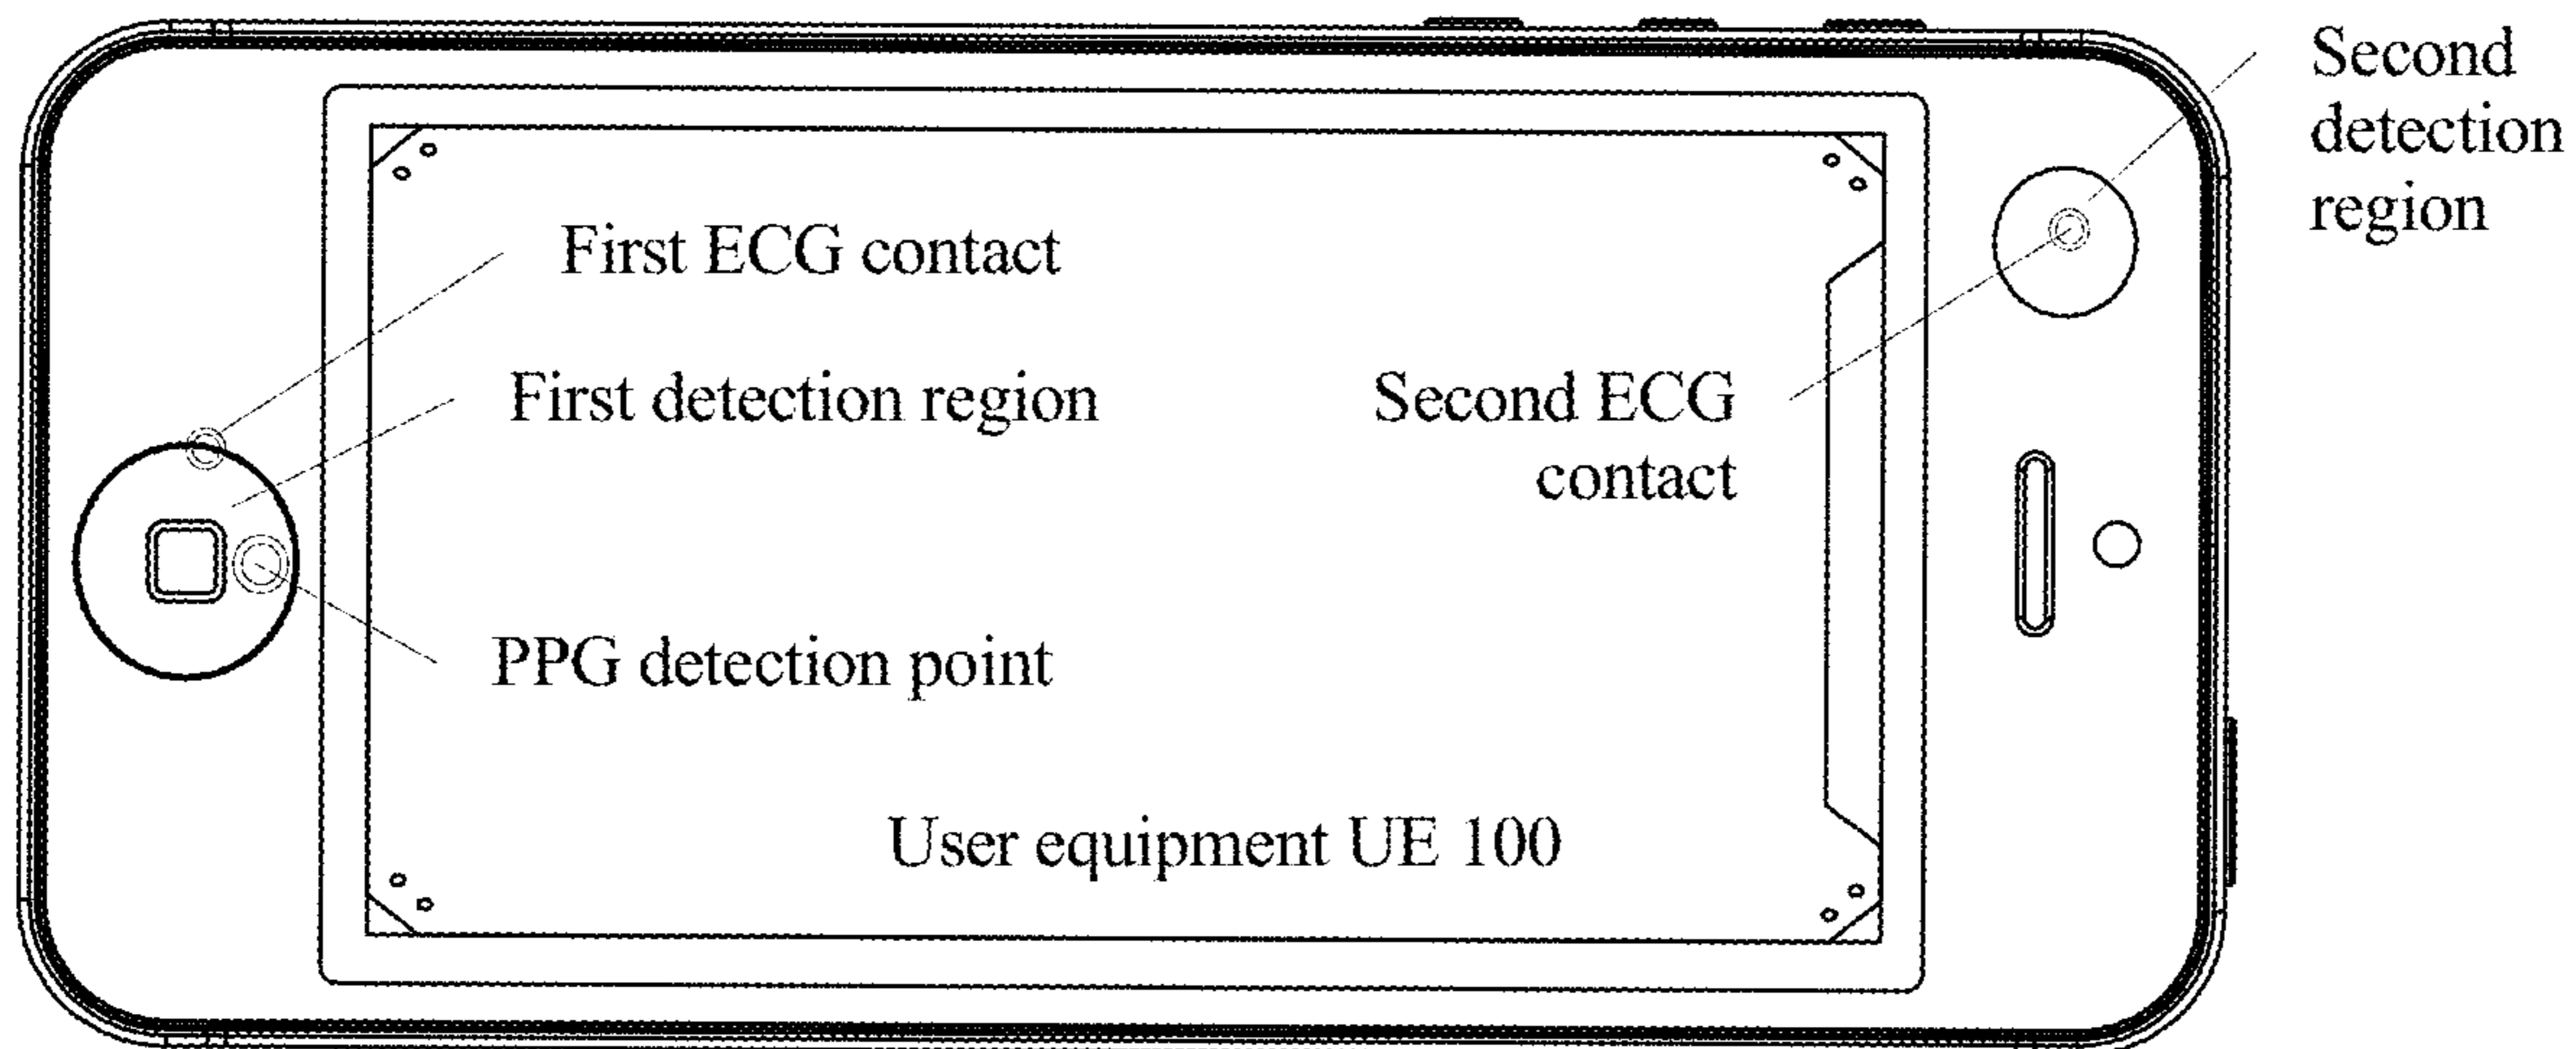 Second
detection
region
First ECG contact
First detection region
Second ECG
contact
PPG detection point
User equipment UE 100